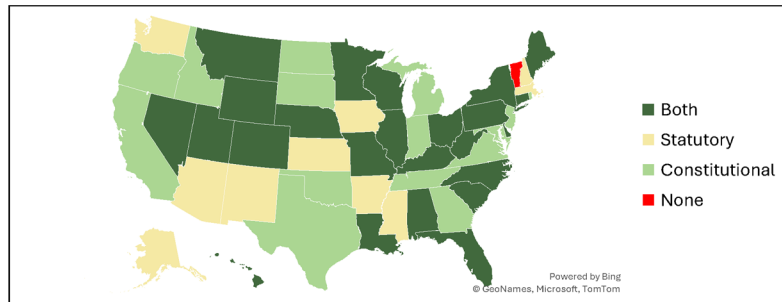 Both
Statutory
Constitutional
None
Powered by Bing
© GeoNames, Microsoft, TomTom